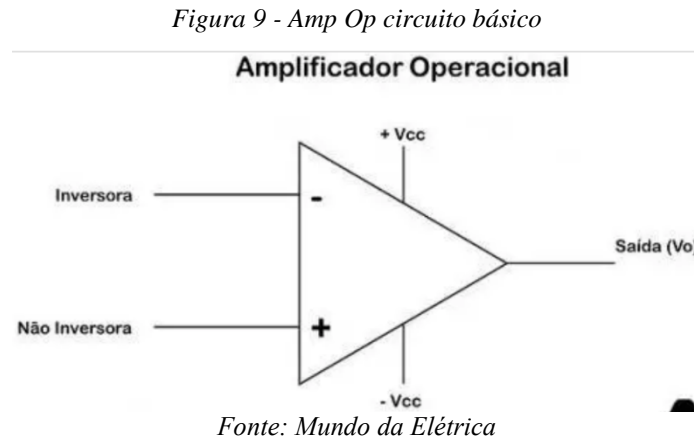 Figura 9 - Amp Op circuito básico
Amplificador Operacional
+ Vcc
Inversora
-
Saída (Vo)
Não Inversora
+
- Vcc
Fonte: Mundo da Elétrica